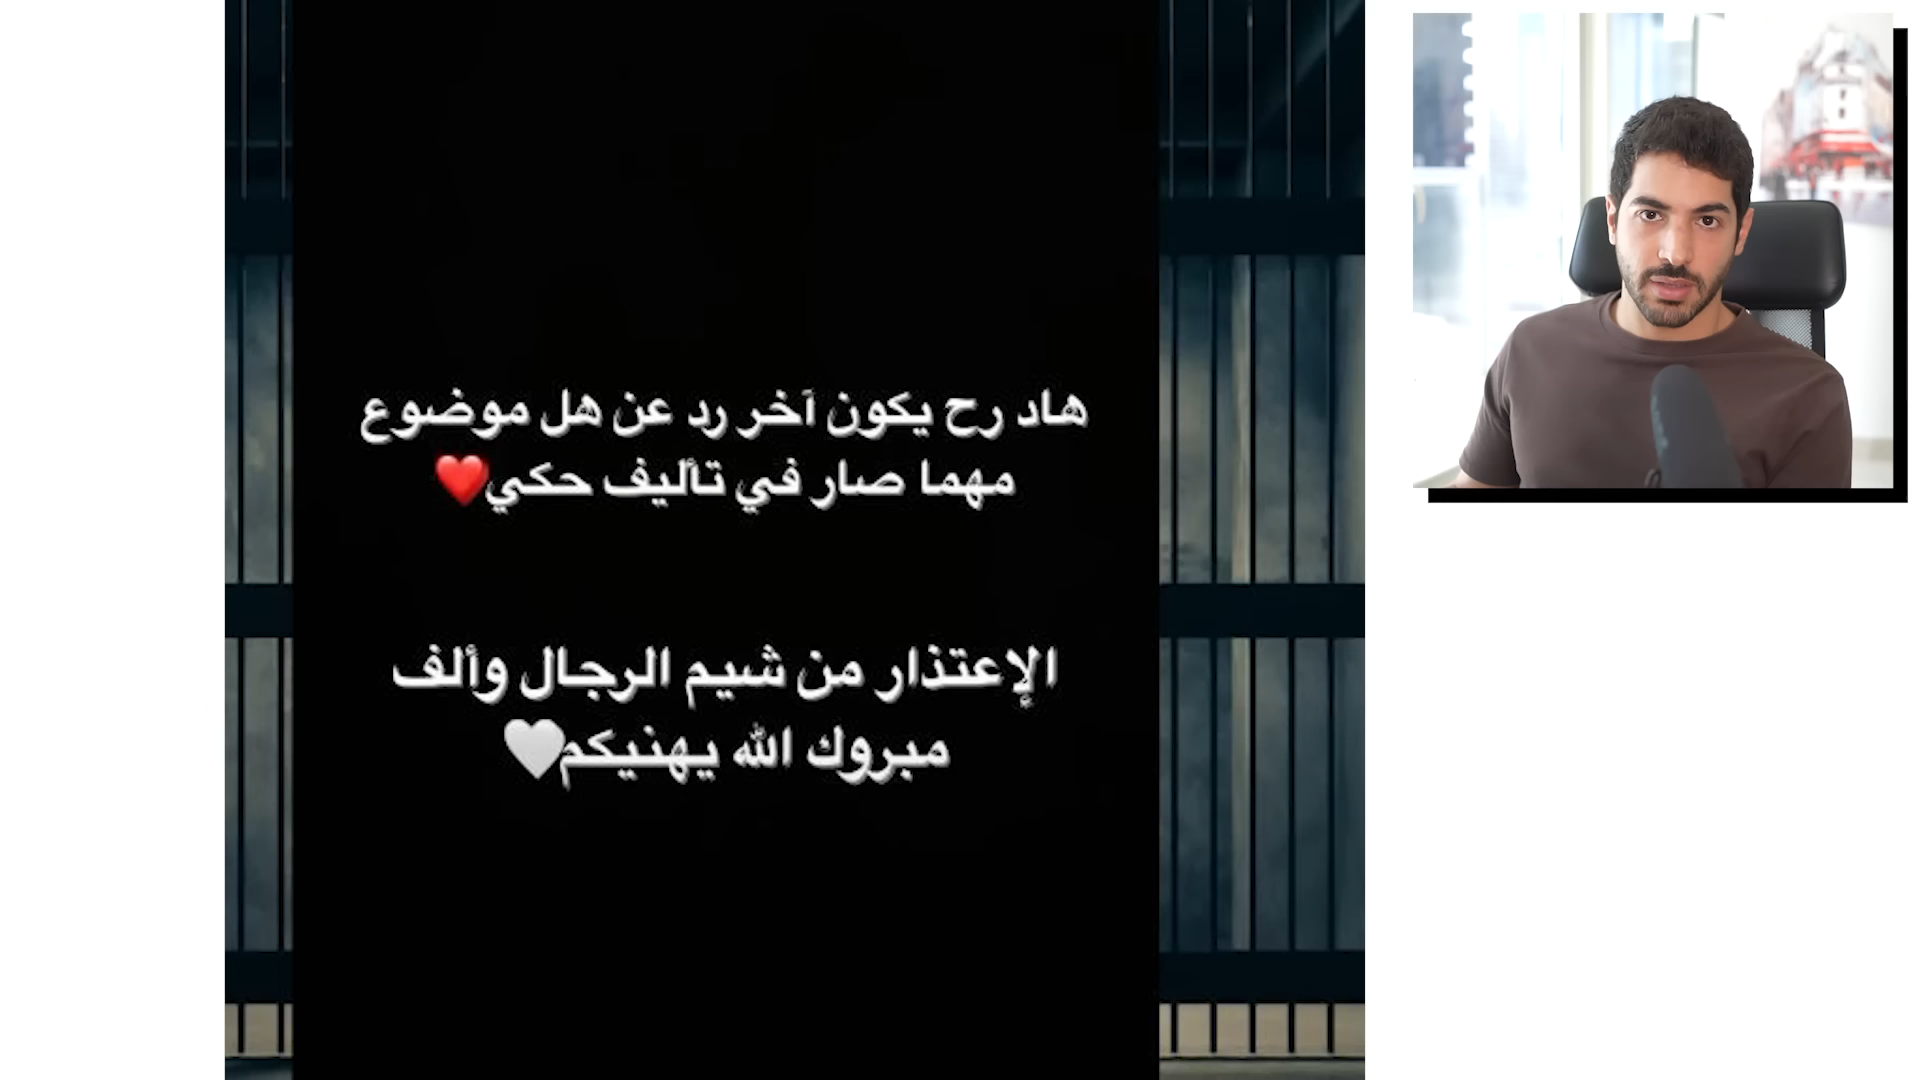 هاد رح يكون آخر رد عن هل موضوع
مهما صار في تأليف حكي❤️
الإعتذار من شيم الرجال وألف
مبروك الله يهنيكم🤍